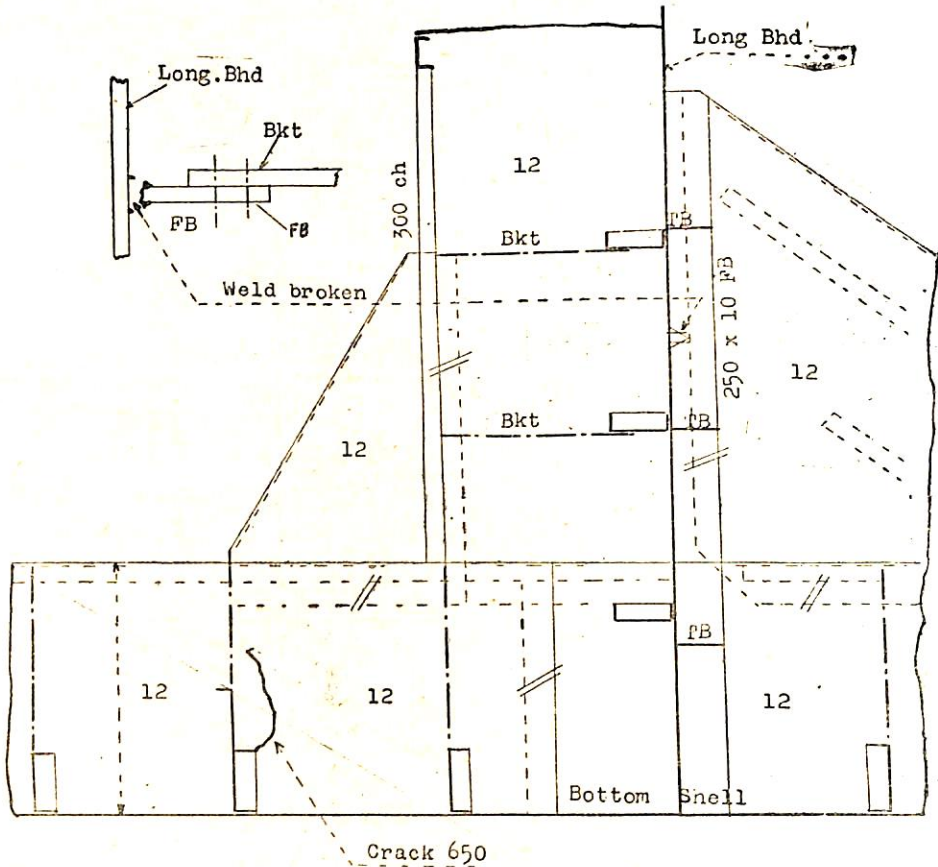 Long Bhd
Long.Bhd
Bkt
12
300 ch
FB
FB
FB
Bkt
Weld broken
250 x 10 FB
12
Bkt
FB
12
FB
12
12
12
Bottom Shell
Crack 650